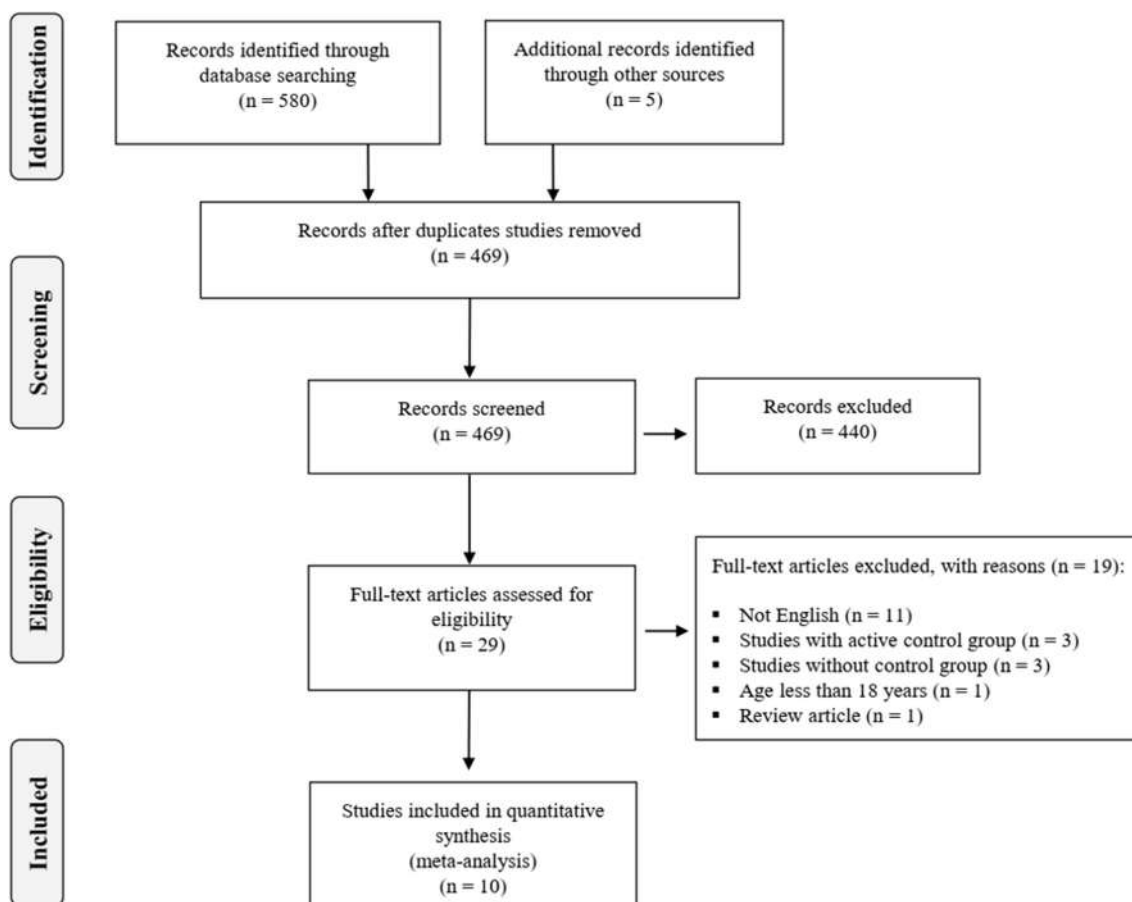 Identification
Records identified through
database searching
(n = 580)
Additional records identified
through other sources
(n = 5)
Records after duplicates studies removed
(n = 469)
Screening
Records screened
(n = 469)
Records excluded
(n = 440)
Eligibility
Full-text articles assessed for
eligibility
(n = 29)
Full-text articles excluded, with reasons (n = 19):
▪ Not English (n = 11)
▪ Studies with active control group (n = 3)
▪ Studies without control group (n = 3)
▪ Age less than 18 years (n = 1)
▪ Review article (n = 1)
Included
Studies included in quantitative
synthesis
(meta-analysis)
(n = 10)